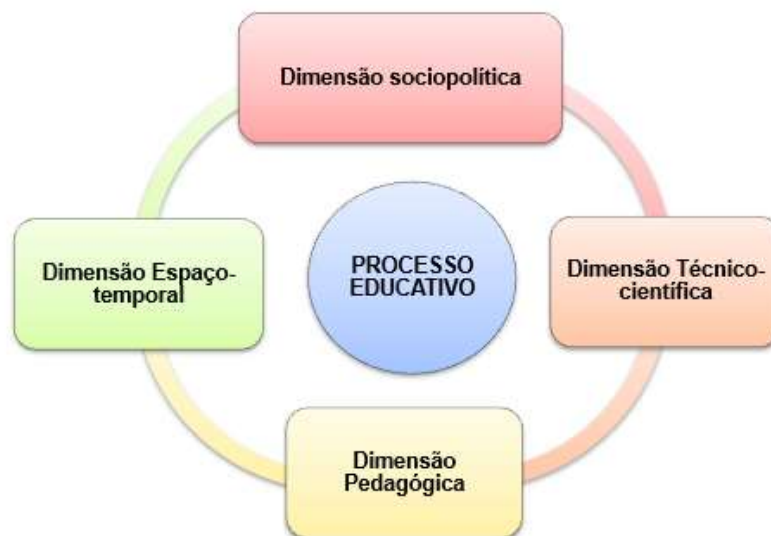 Dimensão sociopolítica
Dimensão Espaço-
temporal
PROCESSO
EDUCATIVO
Dimensão Técnico-
científica
Dimensão
Pedagógica